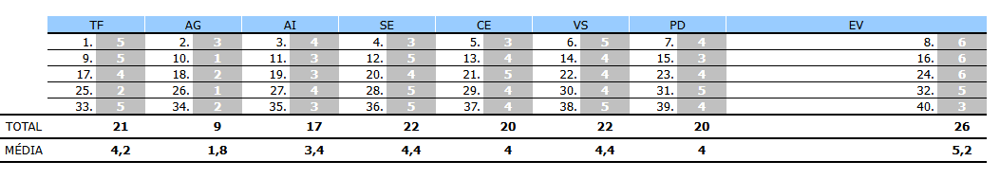 TF AG AI SE CE VS PD EV
1. 5 2. 3 3. 4 4. 3 5. 3 6. 5 7. 4 8. 6
9. 5 10. 1 11. 3 12. 5 13. 4 14. 4 15. 3 16. 6
17. 4 18. 2 19. 3 20. 4 21. 5 22. 4 23. 4 24. 6
25. 2 26. 1 27. 4 28. 5 29. 4 30. 4 31. 5 32. 5
33. 5 34. 2 35. 3 36. 5 37. 4 38. 5 39. 4 40. 3
TOTAL 21 9 17 22 20 22 20 26
MÉDIA 4,2 1,8 3,4 4,4 4 4,4 4 5,2